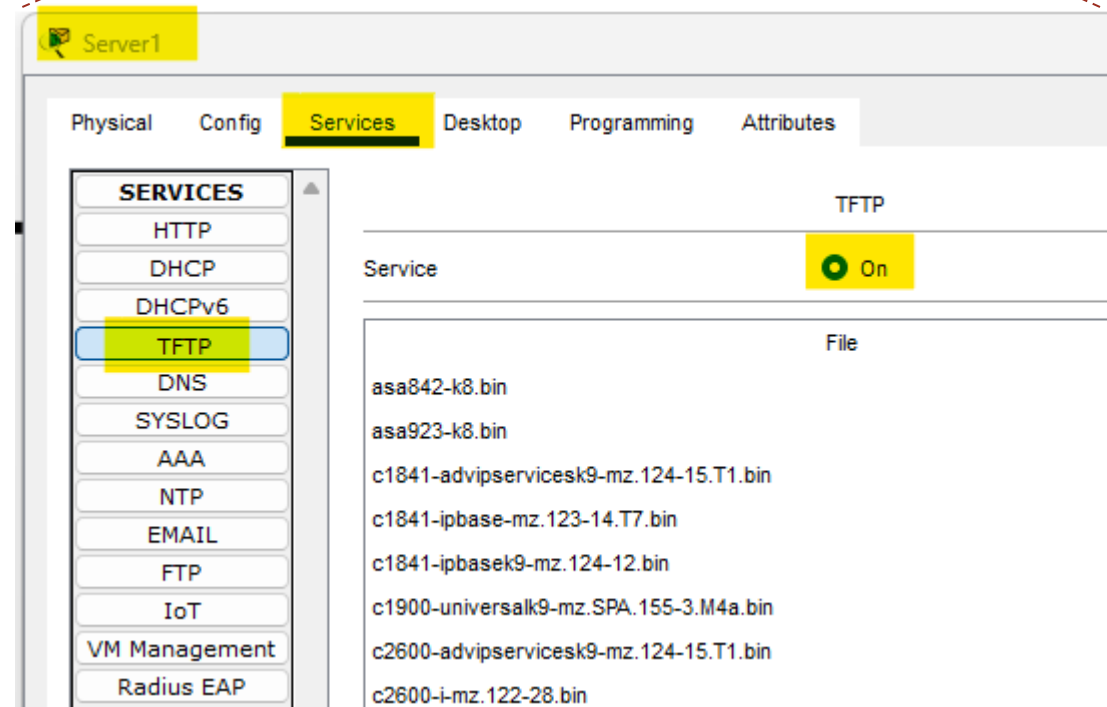 Server1
Physical Config Services Desktop Programming Attributes
SERVICES
HTTP
DHCP
DHCPv6
TFTP
DNS
SYSLOG
AAA
NTP
EMAIL
FTP
IoT
VM Management
Radius EAP
TFTP
Service On
File
asa842-k8.bin
asa923-k8.bin
c1841-advipservicesk9-mz.124-15.T1.bin
c1841-ipbase-mz.123-14.T7.bin
c1841-ipbasek9-mz.124-12.bin
c1900-universalk9-mz.SPA.155-3.M4a.bin
c2600-advipservicesk9-mz.124-15.T1.bin
c2600-i-mz.122-28.bin